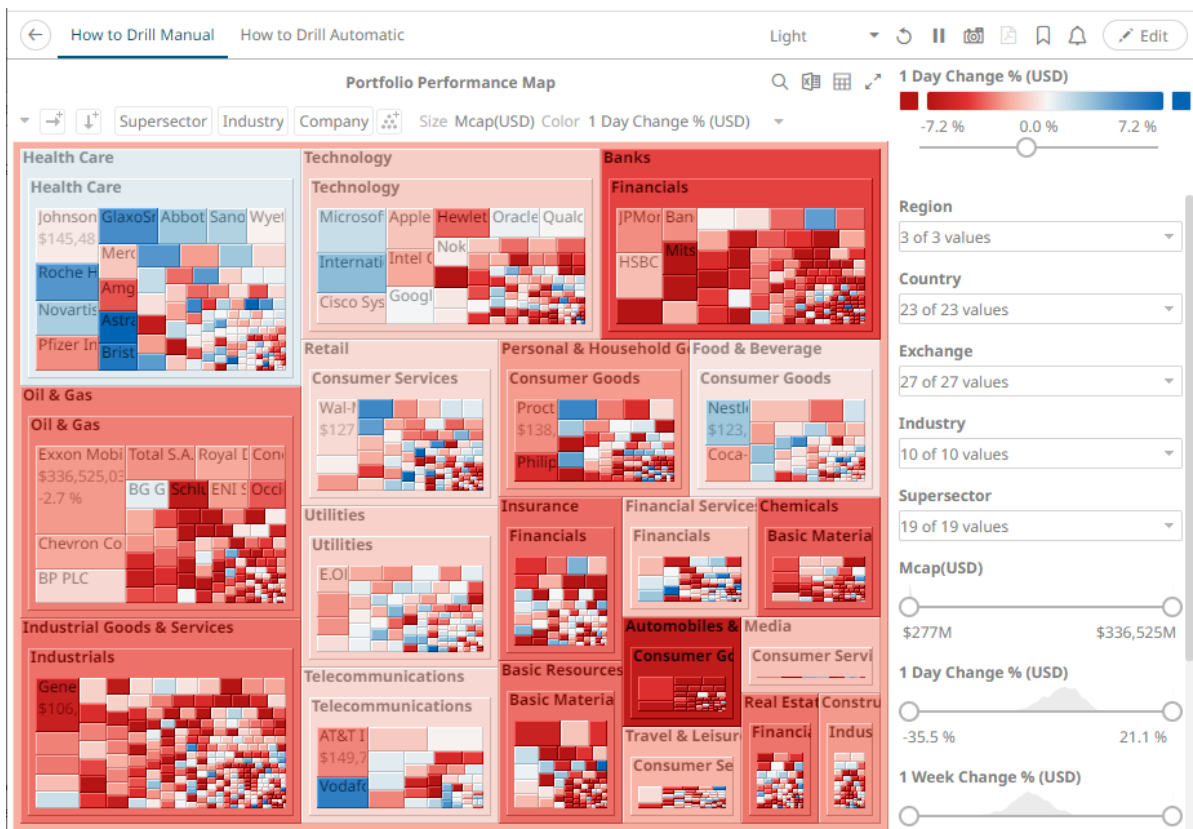 How to Drill Manual
How to Drill Automatic
Light
Edit
Portfolio Performance Map
Supersector
Industry
Company
Size Mcap(USD) Color 1 Day Change % (USD)
Health Care
Health Care
Johnson
$145,48
GlaxoSr
Abbot
Sano
Wyet
Merc
Roche H
Amg
Novartis
Astra
Pfizer In
Brist
Technology
Technology
Microsof
Apple
Hewlet
Oracle
Qualc
Nok
Internati
Intel C
Cisco Sys
Googl
Banks
Financials
JPMor
Ban
Mits
HSBC
Oil & Gas
Oil & Gas
Exxon Mobi
$336,525,03
-2.7 %
Total S.A.
Royal D
Con
BG G
Schlu
ENI S
Occi
Chevron Co
BP PLC
Retail
Consumer Services
Wal-M
$127
Personal & Household Go
Consumer Goods
Proct
$138,
Philip
Food & Beverage
Consumer Goods
Nestl
$123,
Coca-
Utilities
Utilities
E.ON
Insurance
Financials
Financial Services
Financials
Chemicals
Basic Materia
Industrial Goods & Services
Industrials
Gene
$106,
Telecommunications
Telecommunications
AT&T I
$149,7
Vodafo
Basic Resources
Basic Materia
Automobiles &
Consumer Go
Media
Consumer Servi
Travel & Leisur
Consumer Se
Real Estat
Financia
Constru
Indus
1 Day Change % (USD)
-7.2 %
0.0 %
7.2 %
Region
3 of 3 values
Country
23 of 23 values
Exchange
27 of 27 values
Industry
10 of 10 values
Supersector
19 of 19 values
Mcap(USD)
$277M
$336,525M
1 Day Change % (USD)
-35.5 %
21.1 %
1 Week Change % (USD)